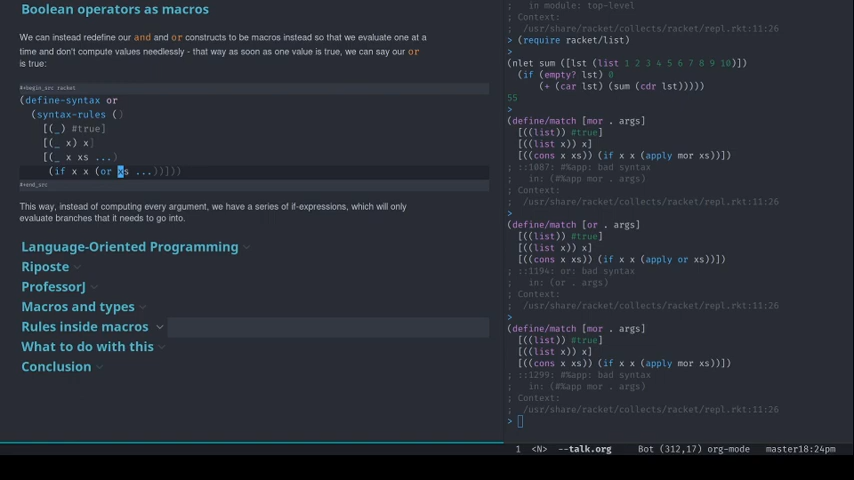 Boolean operators as macros
We can instead redefine our and and or constructs to be macros instead so that we evaluate one at a
time and don't compute values needlessly - that way as soon as one value is true, we can say our or
is true:
#+begin_src racket
(define-syntax or
(syntax-rules ()
[(_) #true]
[(_ x) x]
[(_ x xs ...)
(if x x (or xs ...))]))
#+end_src
This way, instead of computing every argument, we have a series of if-expressions, which will only
evaluate branches that it needs to go into.
Language-Oriented Programming
Riposte
ProfessorJ
Macros and types
Rules inside macros
What to do with this
Conclusion
; in module: top-level
; Context:
; /usr/share/racket/collects/racket/repl.rkt:11:26
> (require racket/list)
>
(nlet sum ([lst (list 1 2 3 4 5 6 7 8 9 10)])
(if (empty? lst) 0
(+ (car lst) (sum (cdr lst)))))
55
>
(define/match [mor . args]
[((list)) #true]
[((list x) x]
[((cons x xs)) (if x x (apply mor xs))])
; ::1087: #%app: bad syntax
; in: (#%app mor . args)
; Context:
; /usr/share/racket/collects/racket/repl.rkt:11:26
>
(define/match [or . args]
[((list)) #true]
[((list x) x]
[((cons x xs)) (if x x (apply or xs))])
; ::1194: or: bad syntax
; in: (or . args)
; Context:
; /usr/share/racket/collects/racket/repl.rkt:11:26
>
(define/match [mor . args]
[((list)) #true]
[((list x)) x]
[((cons x xs)) (if x x (apply mor xs))])
; ::1299: #%app: bad syntax
; in: (#%app mor . args)
; Context:
; /usr/share/racket/collects/racket/repl.rkt:11:26
>
1 <N> --talk.org Bot (312,17) org-mode master18:24pm